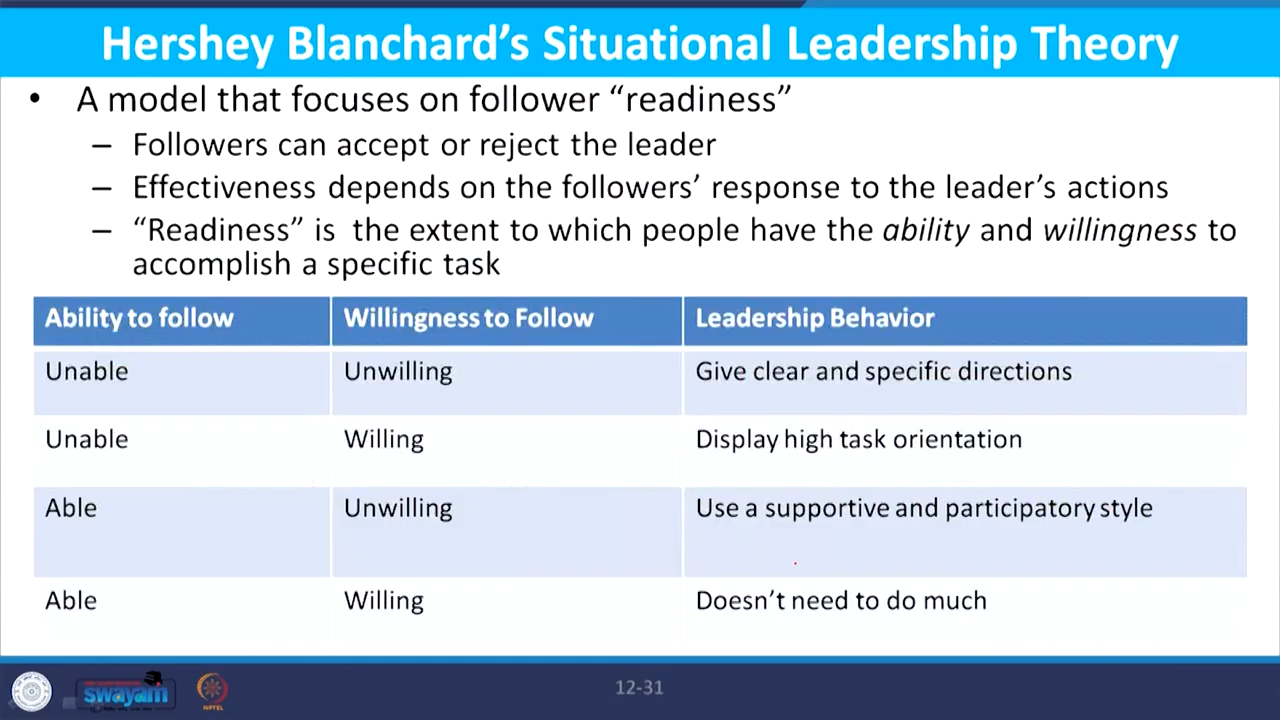 Hershey Blanchard's Situational Leadership Theory
• A model that focuses on follower “readiness”
– Followers can accept or reject the leader
– Effectiveness depends on the followers’ response to the leader’s actions
– “Readiness” is the extent to which people have the ability and willingness to
accomplish a specific task
Ability to follow Willingness to Follow Leadership Behavior
Unable Unwilling Give clear and specific directions
Unable Willing Display high task orientation
Able Unwilling Use a supportive and participatory style
Able Willing Doesn’t need to do much
swayam NPTEL 12-31